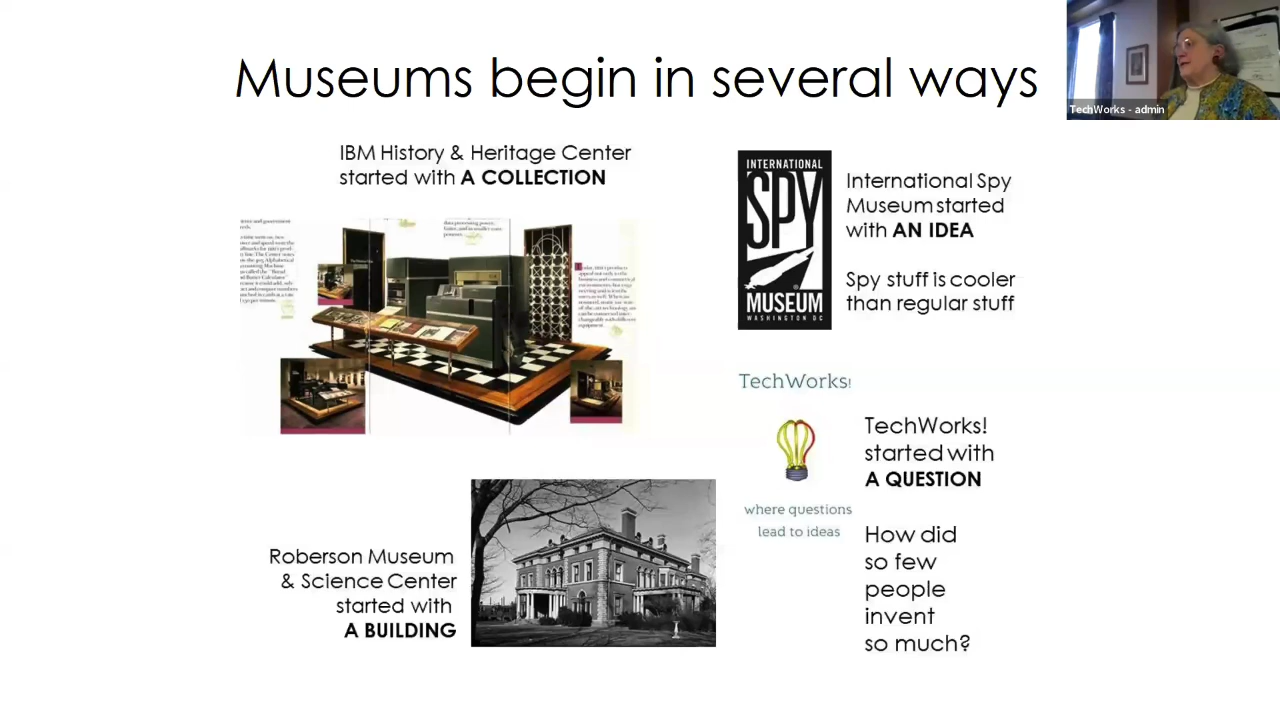 Museums begin in several ways
TechWorks - admin
IBM History & Heritage Center
started with A COLLECTION
INTERNATIONAL
SPY
MUSEUM
WASHINGTON DC
International Spy
Museum started
with AN IDEA
Spy stuff is cooler
than regular stuff
TechWorks!
where questions
lead to ideas
TechWorks!
started with
A QUESTION
How did
so few
people
invent
so much?
Roberson Museum
& Science Center
started with
A BUILDING